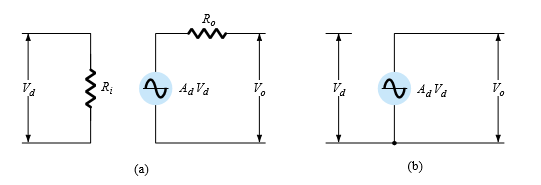 R_o
V_d R_i A_d V_d V_o
V_d A_d V_d V_o
(a)
(b)